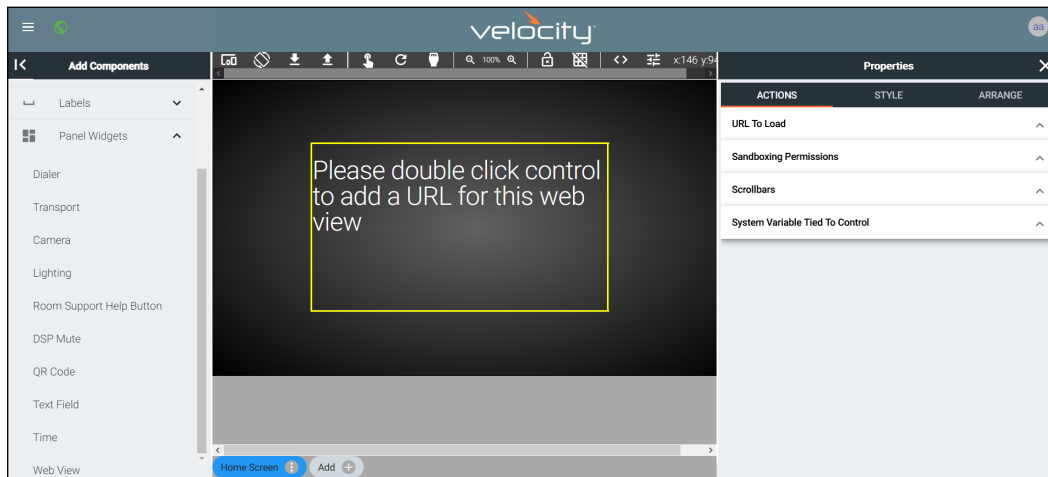 velocity
aa
Add Components
100%
x:146 y:94
Properties
ACTIONS STYLE ARRANGE
Labels
Panel Widgets
Dialer
Transport
Camera
Lighting
Room Support Help Button
DSP Mute
QR Code
Text Field
Time
Web View
Please double click control
to add a URL for this web
view
Home Screen
Add
URL To Load
Sandboxing Permissions
Scrollbars
System Variable Tied To Control